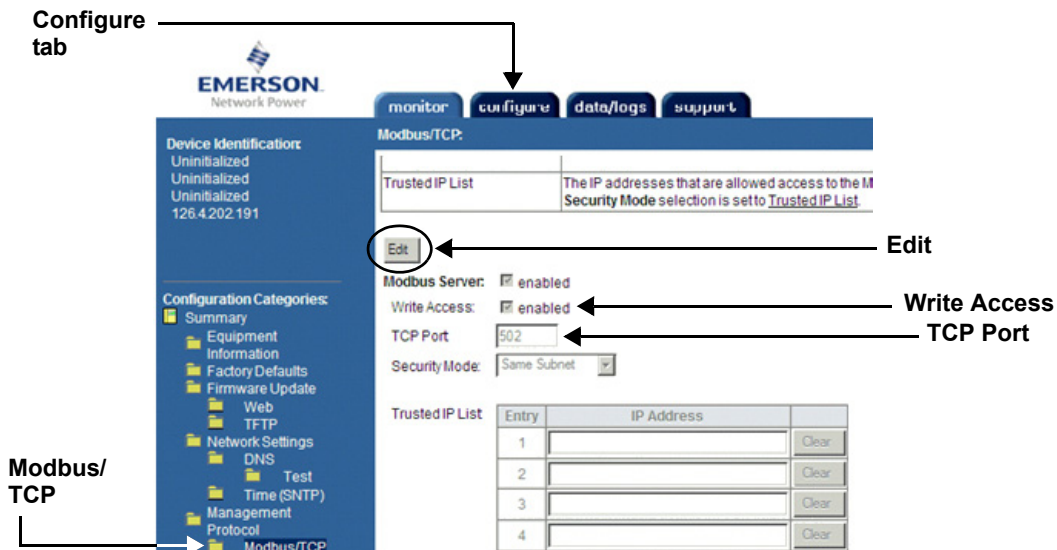 Configure
tab
EMERSON
Network Power
monitor configure data/logs support
Device Identification:
Uninitialized
Uninitialized
Uninitialized
126.4.202.191
Modbus/TCP:
Trusted IP List
The IP addresses that are allowed access to the M
Security Mode selection is set to Trusted IP List.
Edit
Edit
Modbus Server: enabled
Write Access: enabled
Write Access
TCP Port 502
TCP Port
Security Mode: Same Subnet
Trusted IP List
Entry IP Address
1 Clear
2 Clear
3 Clear
4 Clear
Configuration Categories:
Summary
Equipment
Information
Factory Defaults
Firmware Update
Web
TFTP
Network Settings
DNS
Test
Time (SNTP)
Management
Protocol
Modbus/TCP
Modbus/
TCP